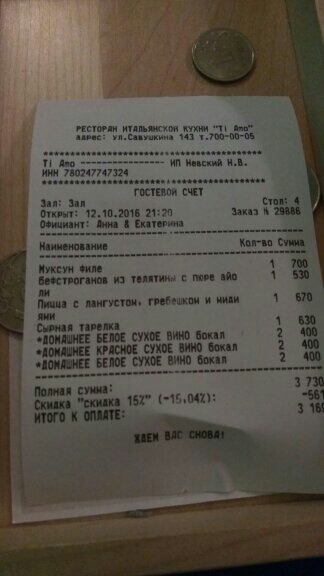 РЕСТОРАН ИТАЛЬЯНСКОЙ КУХНИ "Ti Amo"
адрес: ул.Савушкина 143 т.700-00-05
****************************************
Ti Amo ---------------- ИП Невский Н.В.
ИНН 780247747324
****************************************
ГОСТЕВОЙ СЧЕТ
Зал: Зал Стол: 4
Открыт: 12.10.2016 21:20 Заказ N 29886
Официант: Анна & Екатерина
Наименование Кол-во Сумма
Муксун филе 1 700
бефстроганов из телятины с пюре айо 1 530
ли
Пицца с лангустом, гребешком и миди 1 670
ями
Сырная тарелка 1 630
*ДОМАШНЕЕ БЕЛОЕ СУХОЕ ВИНО бокал 2 400
*ДОМАШНЕЕ КРАСНОЕ СУХОЕ ВИНО бокал 2 400
*ДОМАШНЕЕ БЕЛОЕ СУХОЕ ВИНО бокал 2 400
Полная сумма: 3 730
Скидка "скидка 15%" (-15,04%): -561
ИТОГО К ОПЛАТЕ: 3 169
ЖДЕМ ВАС СНОВА!